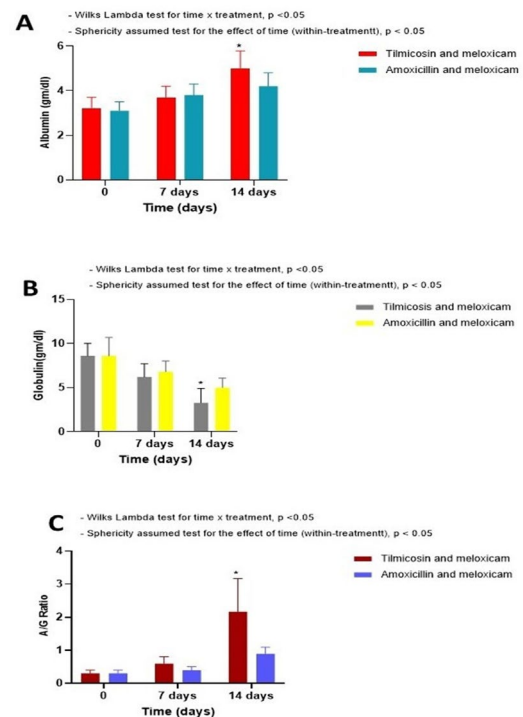 A
- Wilks Lambda test for time x treatment, p <0.05
- Sphericity assumed test for the effect of time (within-treatmentt), p < 0.05
Tilmicosin and meloxicam
Amoxicillin and meloxicam
Albumin (gm/dl)
6
4
2
0
*
0 7 days 14 days
Time (days)
B
- Wilks Lambda test for time x treatment, p <0.05
- Sphericity assumed test for the effect of time (within-treatmentt), p < 0.05
Tilmicosis and meloxicam
Amoxicillin and meloxicam
Globulin(gm/dl)
15
10
5
0
*
0 7 days 14 days
Time (days)
C
- Wilks Lambda test for time x treatment, p <0.05
- Sphericity assumed test for the effect of time (within-treatmentt), p < 0.05
Tilmicosin and meloxicam
Amoxicillin and meloxicam
A/G Ratio
4
3
2
1
0
*
0 7 days 14 days
Time (days)